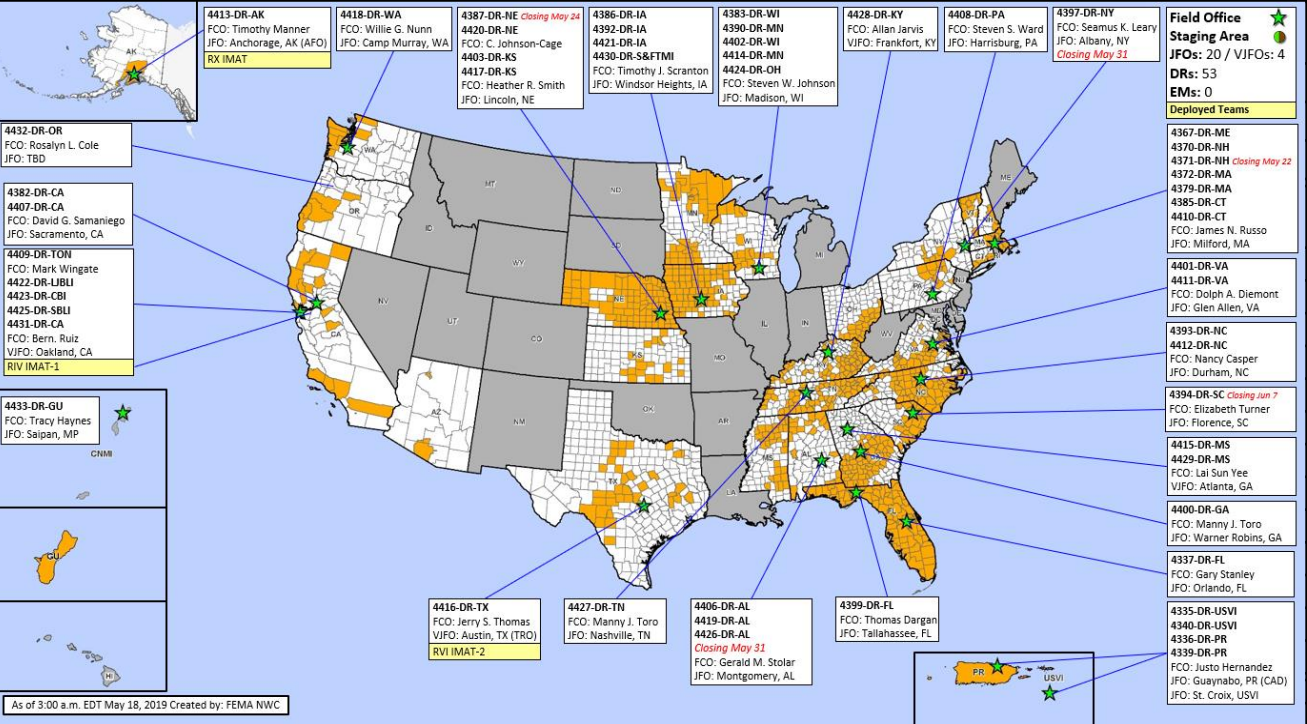 4413-DR-AK
FCO: Timothy Manner
JFO: Anchorage, AK (AFO)
RX IMAT
4418-DR-WA
FCO: Willie G. Nunn
JFO: Camp Murray, WA
4387-DR-NE Closing May 24
4420-DR-NE
FCO: C. Johnson-Cage
4403-DR-KS
4417-DR-KS
FCO: Heather R. Smith
JFO: Lincoln, NE
4386-DR-IA
4392-DR-IA
4421-DR-IA
4430-DR-S&FTMI
FCO: Timothy J. Scranton
JFO: Windsor Heights, IA
4383-DR-WI
4390-DR-MN
4402-DR-WI
4414-DR-MN
4424-DR-OH
FCO: Steven W. Johnson
JFO: Madison, WI
4428-DR-KY
FCO: Allan Jarvis
VJFO: Frankfort, KY
4408-DR-PA
FCO: Steven S. Ward
JFO: Harrisburg, PA
4397-DR-NY
FCO: Seamus K. Leary
JFO: Albany, NY
Closing May 31
Field Office
Staging Area
JFOs: 20 / VJFOs: 4
DRs: 53
EMs: 0
Deployed Teams
4432-DR-OR
FCO: Rosalyn L. Cole
JFO: TBD
4382-DR-CA
4407-DR-CA
FCO: David G. Samaniego
JFO: Sacramento, CA
4409-DR-TON
FCO: Mark Wingate
4422-DR-LJBLI
4423-DR-CBI
4425-DR-SBLI
4431-DR-CA
FCO: Bern. Ruiz
VJFO: Oakland, CA
RIV IMAT-1
4433-DR-GU
FCO: Tracy Haynes
JFO: Saipan, MP
CNMI
GU
HI
AK
WA
OR
CA
NV
ID
MT
WY
UT
AZ
CO
NM
ND
SD
NE
KS
OK
TX
MN
IA
MO
AR
LA
WI
IL
IN
MI
KY
MS
AL
FL
NC
VA
WV
PA
NY
NJ
VT
MA
CT
ME
PR
USVI
4367-DR-ME
4370-DR-NH
4371-DR-NH Closing May 22
4372-DR-MA
4379-DR-MA
4385-DR-CT
4410-DR-CT
FCO: James N. Russo
JFO: Milford, MA
4401-DR-VA
4411-DR-VA
FCO: Dolph A. Diemont
JFO: Glen Allen, VA
4393-DR-NC
4412-DR-NC
FCO: Nancy Casper
JFO: Durham, NC
4394-DR-SC Closing Jun 7
FCO: Elizabeth Turner
JFO: Florence, SC
4415-DR-MS
4429-DR-MS
FCO: Lai Sun Yee
VJFO: Atlanta, GA
4400-DR-GA
FCO: Manny J. Toro
JFO: Warner Robins, GA
4337-DR-FL
FCO: Gary Stanley
JFO: Orlando, FL
4335-DR-USVI
4340-DR-USVI
4336-DR-PR
4339-DR-PR
FCO: Justo Hernandez
JFO: Guaynabo, PR (CAD)
JFO: St. Croix, USVI
4416-DR-TX
FCO: Jerry S. Thomas
VJFO: Austin, TX (TRO)
RVI IMAT-2
4427-DR-TN
FCO: Manny J. Toro
JFO: Nashville, TN
4406-DR-AL
4419-DR-AL
4426-DR-AL
Closing May 31
FCO: Gerald M. Stolar
JFO: Montgomery, AL
4399-DR-FL
FCO: Thomas Dargan
JFO: Tallahassee, FL
As of 3:00 a.m. EDT May 18, 2019 Created by: FEMA NWC